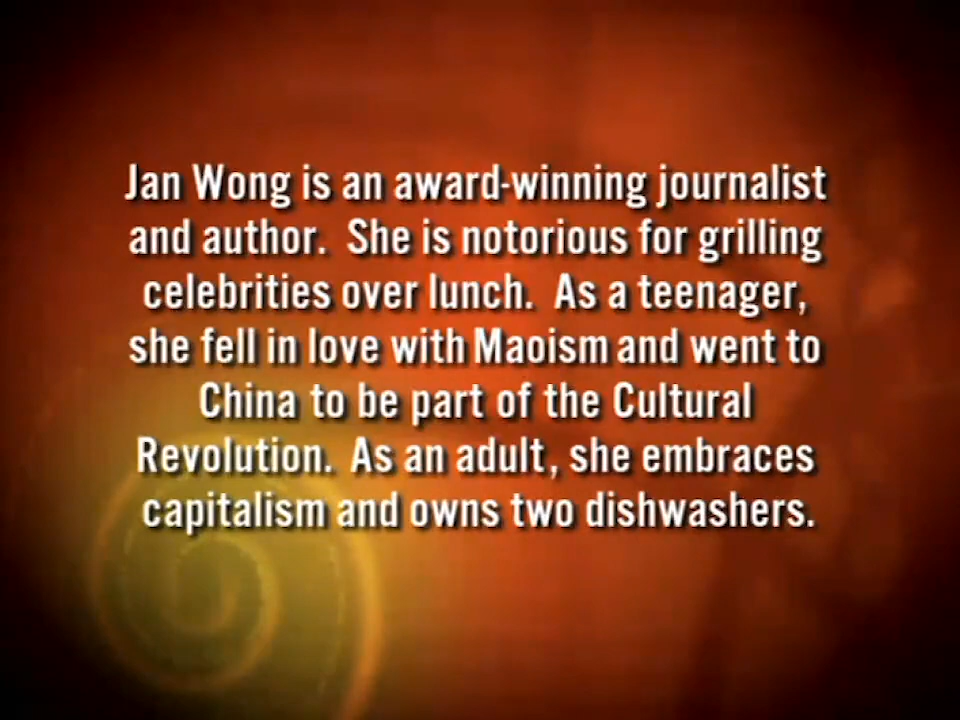 Jan Wong is an award-winning journalist
and author.  She is notorious for grilling
celebrities over lunch.  As a teenager,
she fell in love with Maoism and went to
China to be part of the Cultural
Revolution.  As an adult, she embraces
capitalism and owns two dishwashers.